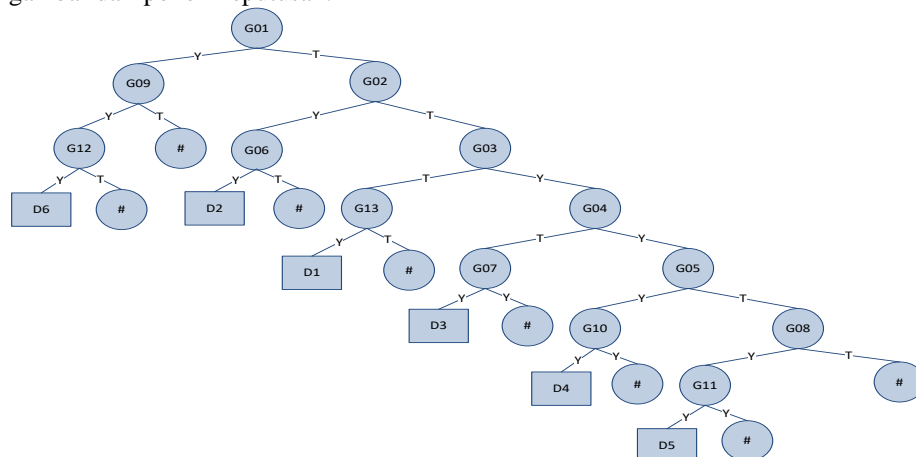 G01
Y T
G09 G02
Y T Y T
G12 # G06 G03
Y T Y T T Y
D6 # D2 # G13 G04
Y T T Y
D1 # G07 G05
Y Y Y T
D3 # G10 G08
Y Y Y T
D4 # G11 #
Y Y
D5 #